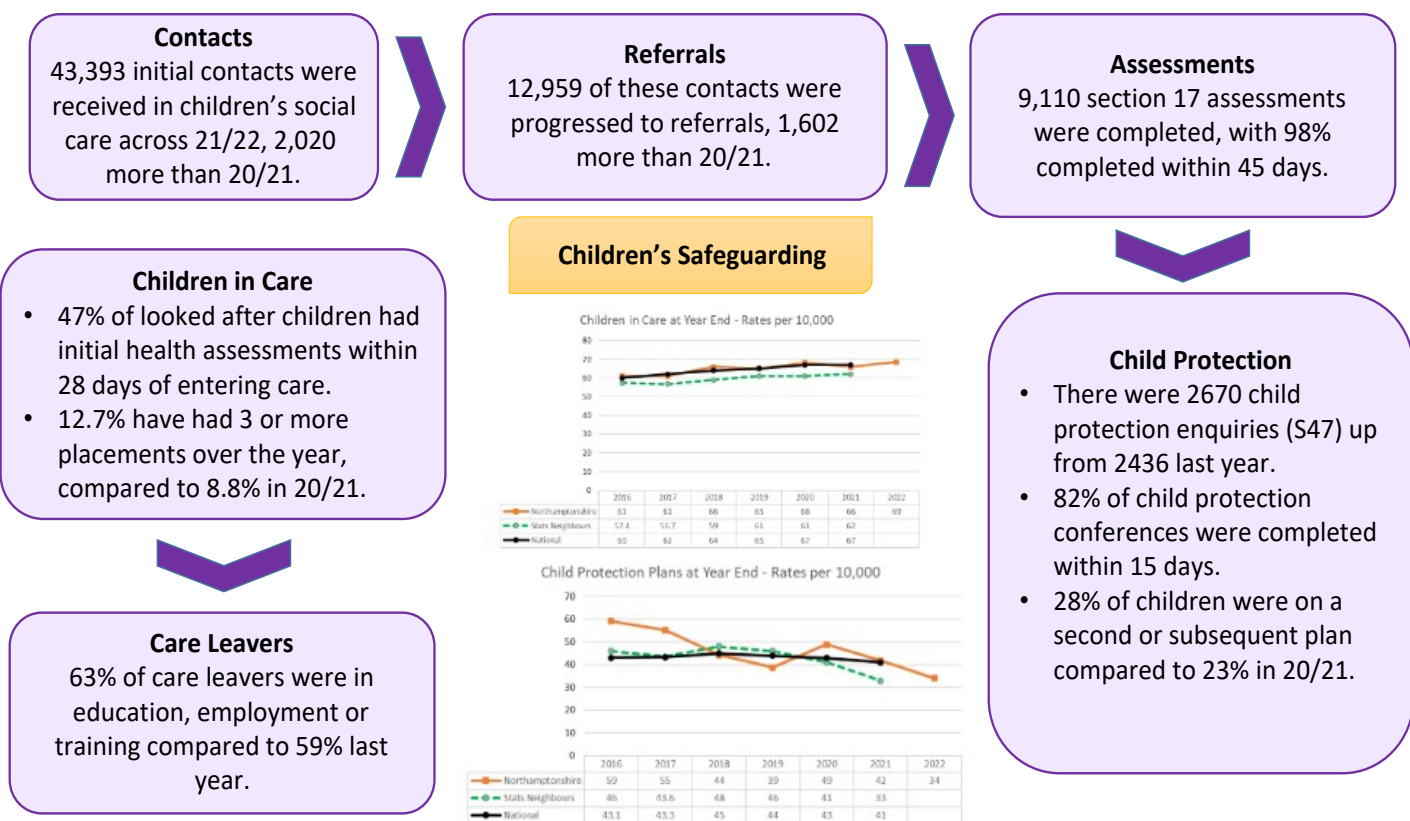 Contacts
43,393 initial contacts were
received in children's social
care across 21/22, 2,020
more than 20/21.
Referrals
12,959 of these contacts were
progressed to referrals, 1,602
more than 20/21.
Assessments
9,110 section 17 assessments
were completed, with 98%
completed within 45 days.
Children's Safeguarding
Children in Care
• 47% of looked after children had
initial health assessments within
28 days of entering care.
• 12.7% have had 3 or more
placements over the year,
compared to 8.8% in 20/21.
Care Leavers
63% of care leavers were in
education, employment or
training compared to 59% last
year.
Children in Care at Year End - Rates per 10,000
80
70
60
50
40
30
20
10
0
2016 2017 2018 2019 2020 2021 2022
Northamptonshire 61 61 66 65 68 66 69
Stats Neighbours 57.4 56.7 59 61 61 62
National 60 62 64 65 67 67
Child Protection Plans at Year End - Rates per 10,000
70
60
50
40
30
20
10
0
2016 2017 2018 2019 2020 2021 2022
Northamptonshire 59 55 44 39 49 42 34
Stats Neighbours 46 43.6 48 46 41 33
National 43.1 43.3 45 44 43 41
Child Protection
• There were 2670 child
protection enquiries (S47) up
from 2436 last year.
• 82% of child protection
conferences were completed
within 15 days.
• 28% of children were on a
second or subsequent plan
compared to 23% in 20/21.